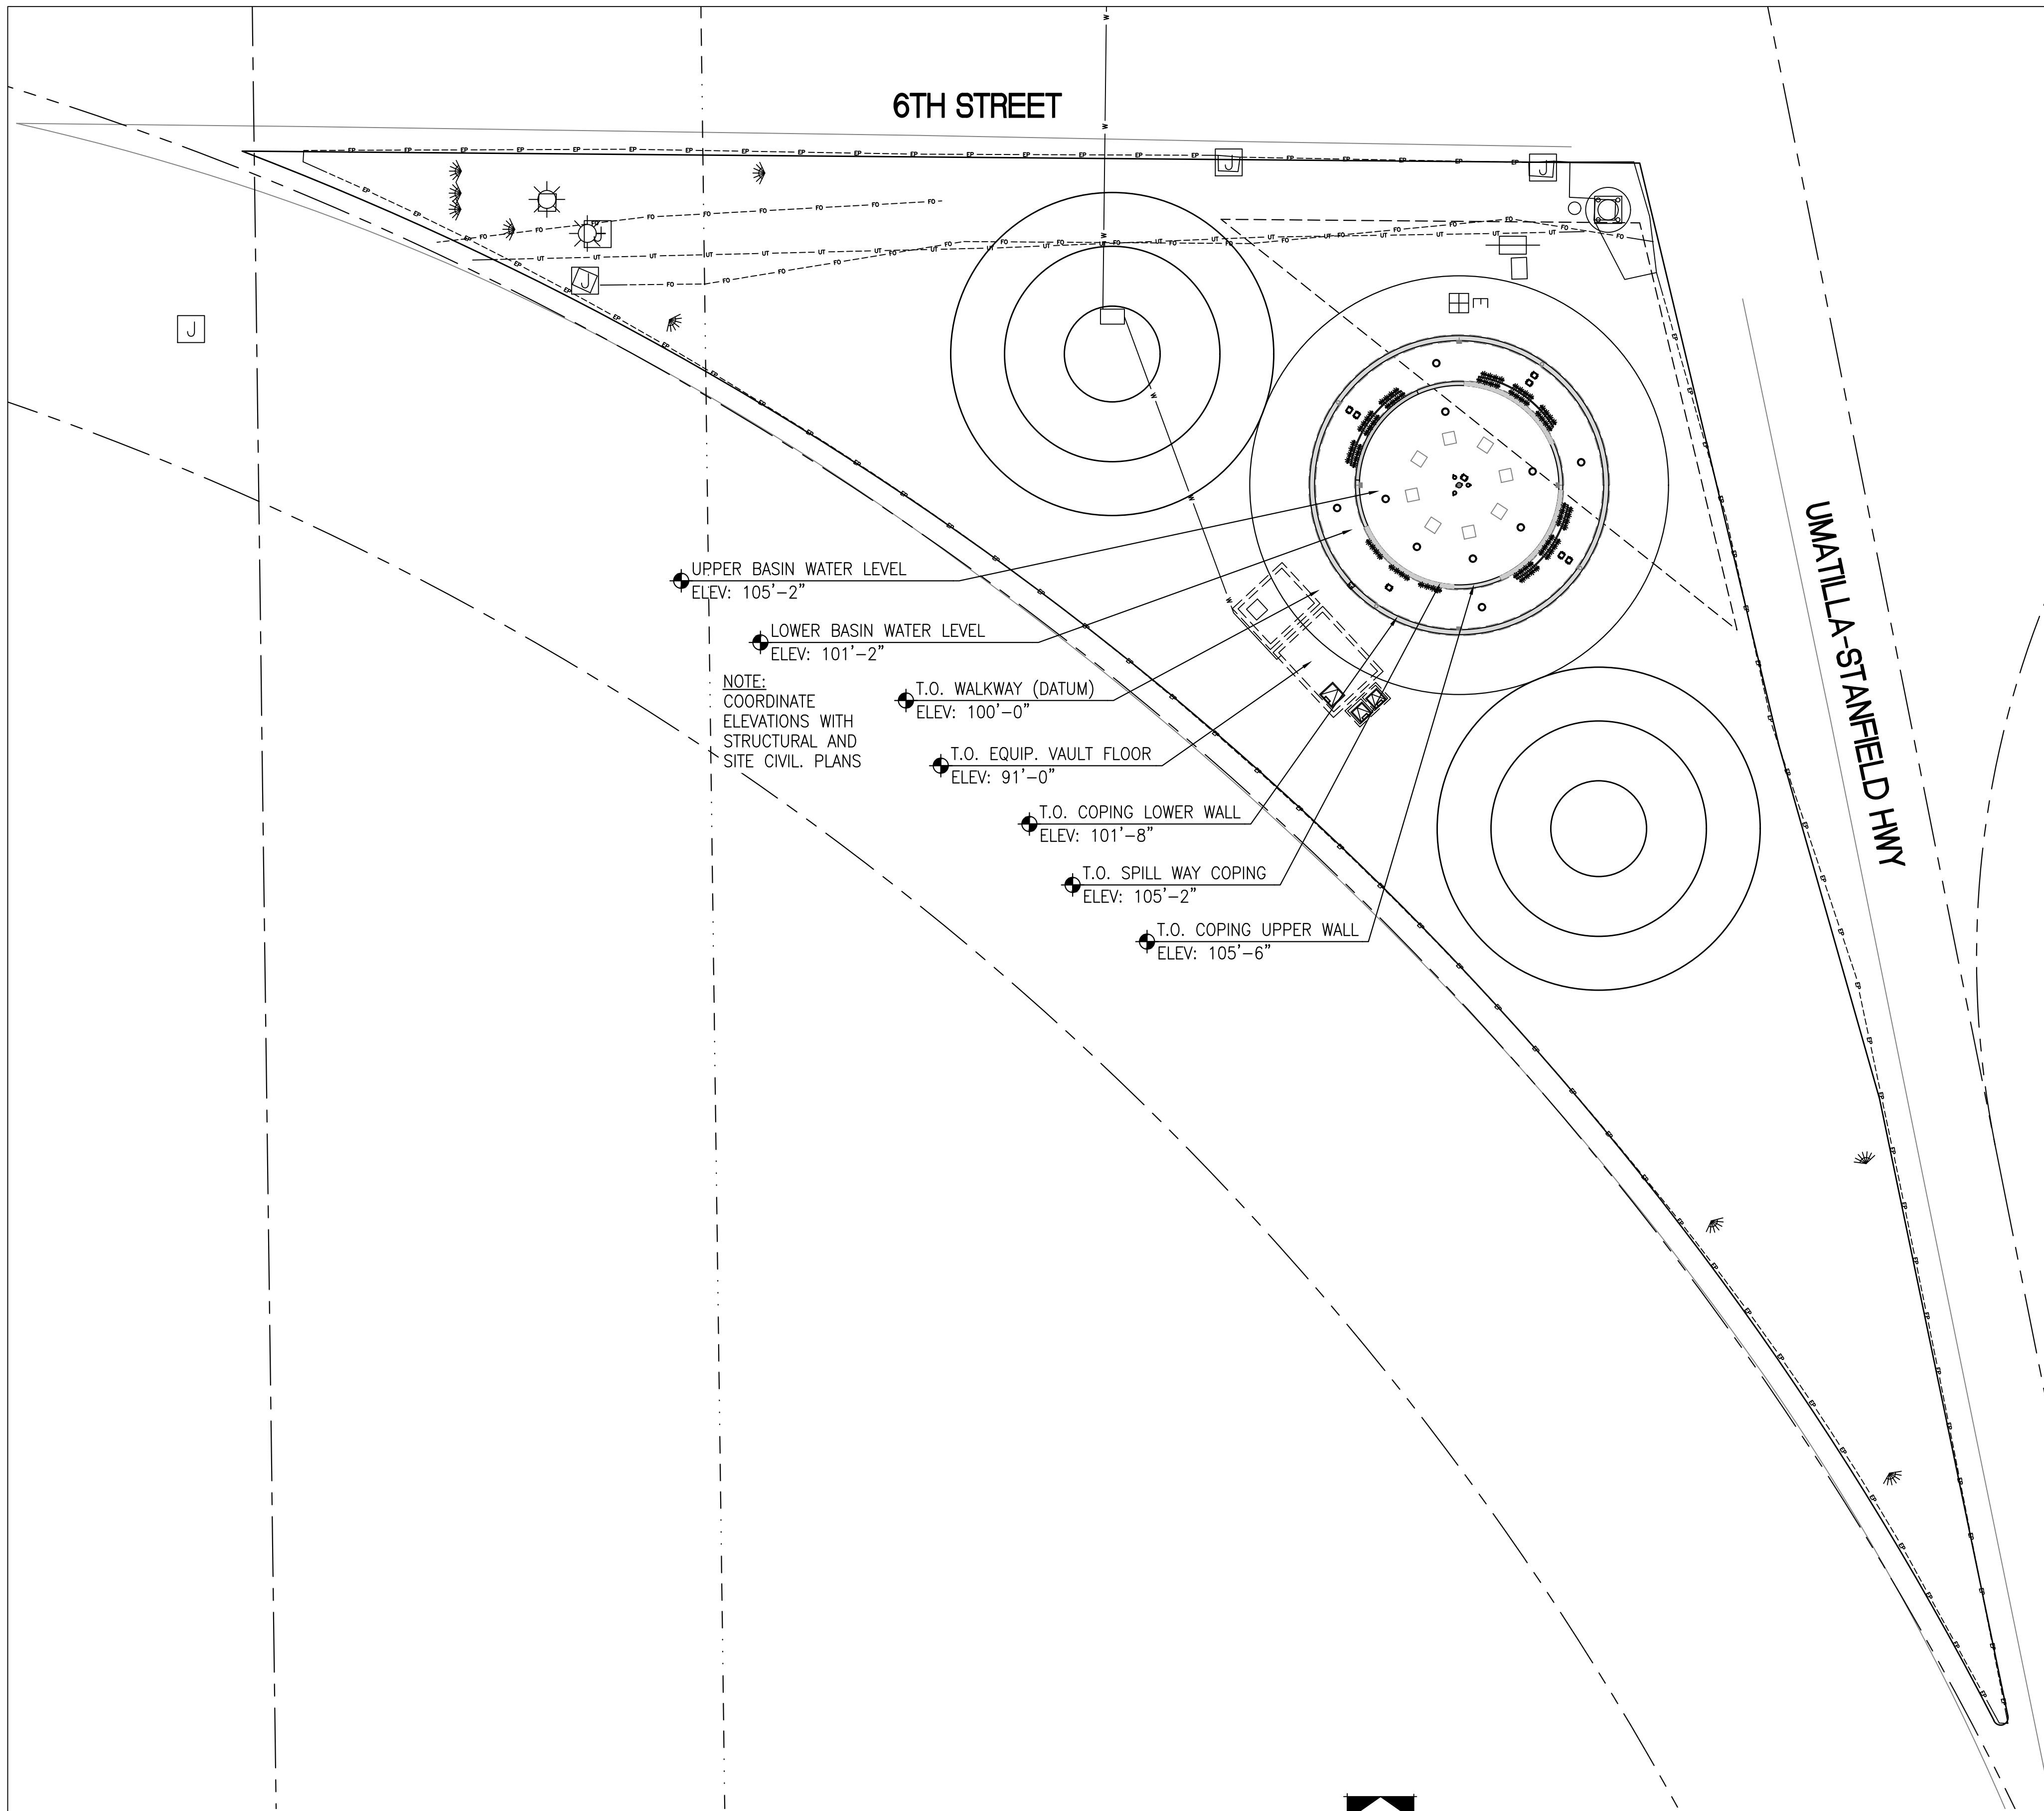 6TH STREET
UMATILLA-STANFIELD HWY
J
J
J
J
J
E
UPPER BASIN WATER LEVEL
ELEV: 105'-2"
LOWER BASIN WATER LEVEL
ELEV: 101'-2"
NOTE:
COORDINATE
ELEVATIONS WITH
STRUCTURAL AND
SITE CIVIL. PLANS
T.O. WALKWAY (DATUM)
ELEV: 100'-0"
T.O. EQUIP. VAULT FLOOR
ELEV: 91'-0"
T.O. COPING LOWER WALL
ELEV: 101'-8"
T.O. SPILL WAY COPING
ELEV: 105'-2"
T.O. COPING UPPER WALL
ELEV: 105'-6"
EP
FO
UT
W